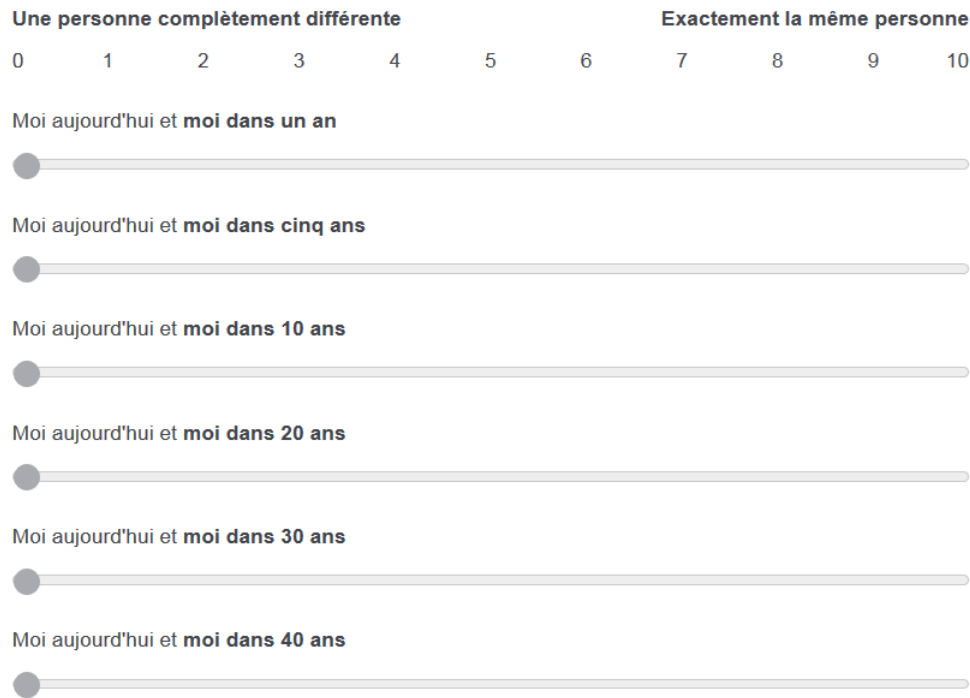 Une personne complètement différente Exactement la même personne
0 1 2 3 4 5 6 7 8 9 10
Moi aujourd'hui et moi dans un an
Moi aujourd'hui et moi dans cinq ans
Moi aujourd'hui et moi dans 10 ans
Moi aujourd'hui et moi dans 20 ans
Moi aujourd'hui et moi dans 30 ans
Moi aujourd'hui et moi dans 40 ans